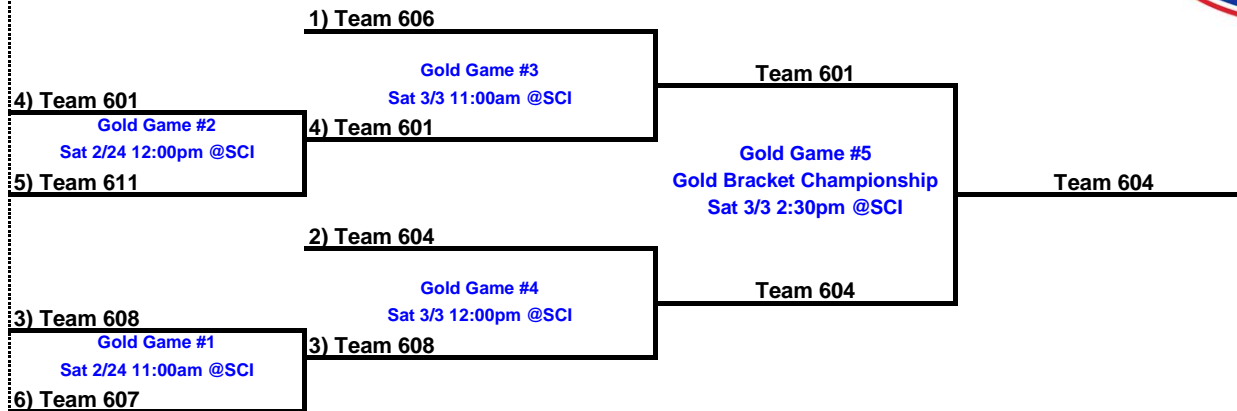 1) Team 606
Gold Game #3
Sat 3/3 11:00am @SCI
Team 601
4) Team 601
Gold Game #2
Sat 2/24 12:00pm @SCI
4) Team 601
5) Team 611
Gold Game #5
Gold Bracket Championship
Sat 3/3 2:30pm @SCI
Team 604
2) Team 604
Gold Game #4
Sat 3/3 12:00pm @SCI
Team 604
3) Team 608
Gold Game #1
Sat 2/24 11:00am @SCI
3) Team 608
6) Team 607